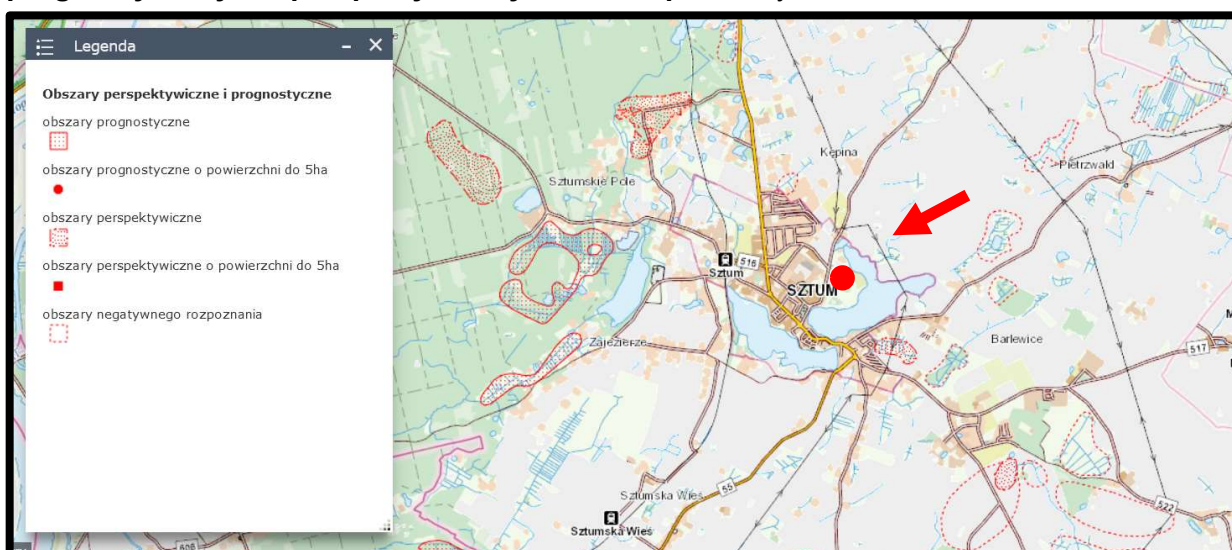 Legenda
Obszary perspektywiczne i prognostyczne
obszary prognostyczne
obszary prognostyczne o powierzchni do 5ha
obszary perspektywiczne
obszary perspektywiczne o powierzchni do 5ha
obszary negatywnego rozpoznania
Kępina
Pietrzwałd
Sztumskie Pole
515
Sztum
SZTUM
Zajezierze
Barlewice
517
Sztumska Wieś
55
522
Sztumska Wieś
606